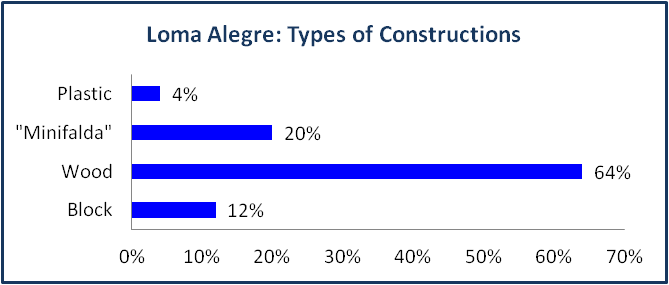 Loma Alegre: Types of Constructions
Plastic 4%
"Minifalda" 20%
Wood 64%
Block 12%
0% 10% 20% 30% 40% 50% 60% 70%